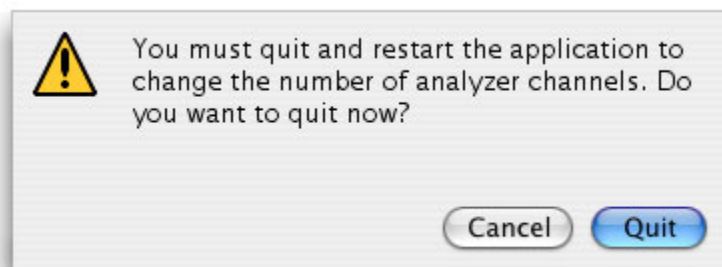 You must quit and restart the application to
change the number of analyzer channels. Do
you want to quit now?
Cancel Quit